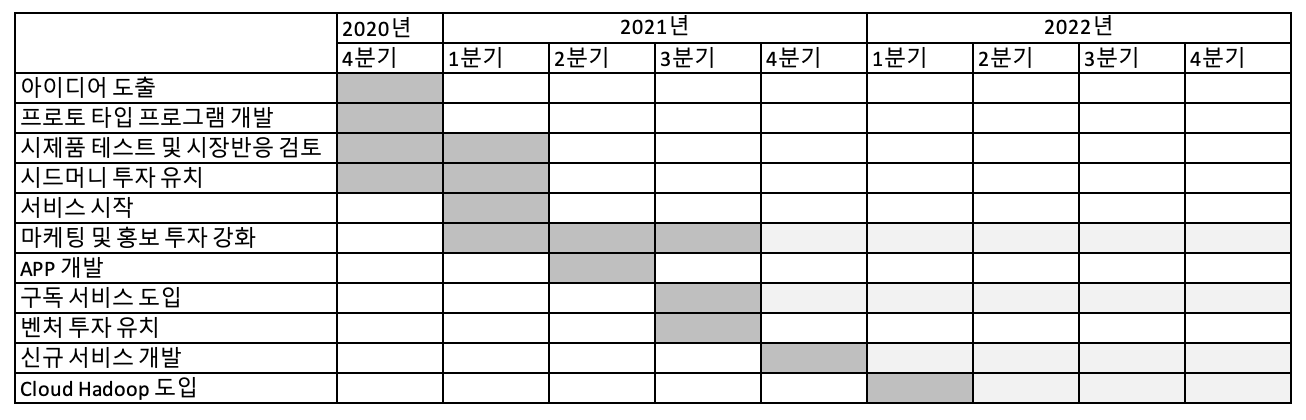 2020년 2021년 2022년
4분기 1분기 2분기 3분기 4분기 1분기 2분기 3분기 4분기
아이디어 도출
프로토 타입 프로그램 개발
시제품 테스트 및 시장반응 검토
시드머니 투자 유치
서비스 시작
마케팅 및 홍보 투자 강화
APP 개발
구독 서비스 도입
벤처 투자 유치
신규 서비스 개발
Cloud Hadoop 도입